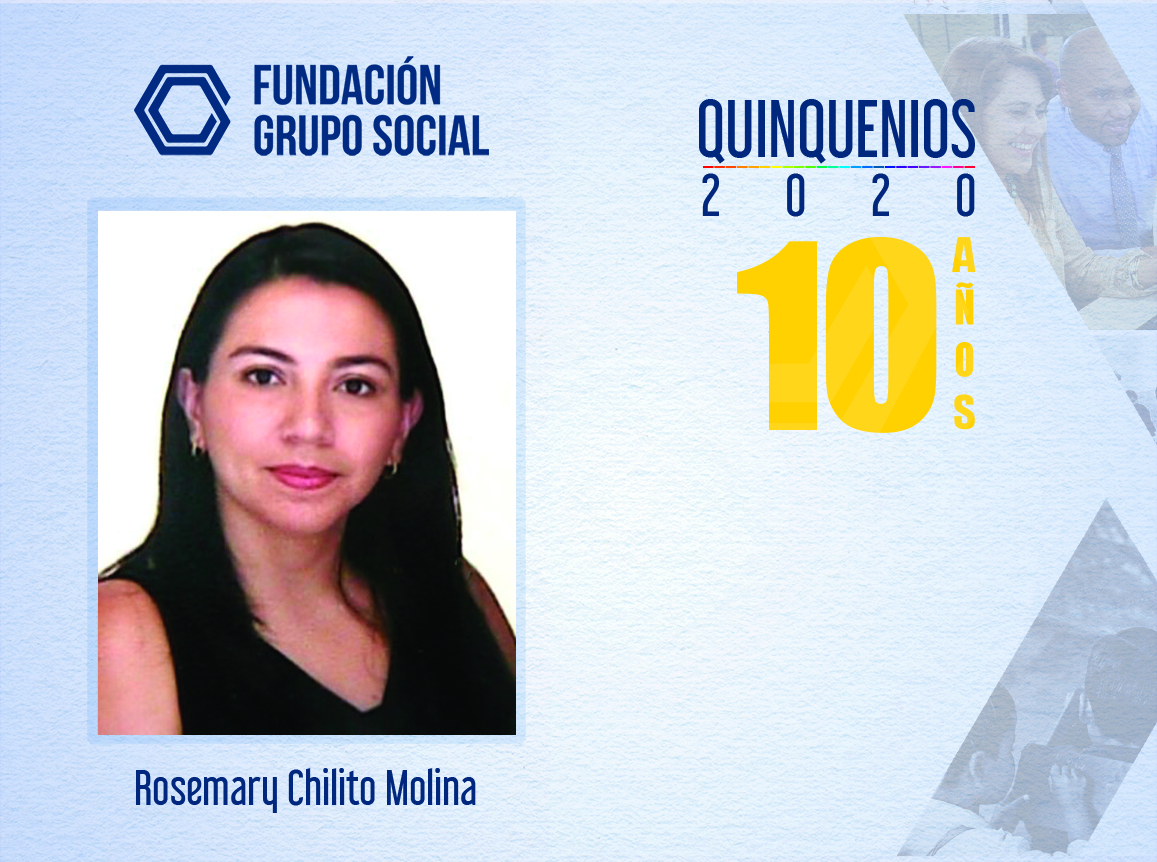 FUNDACIÓN
GRUPO SOCIAL
QUINQUENIOS
2020
10 AÑOS
Rosemary Chilito Molina